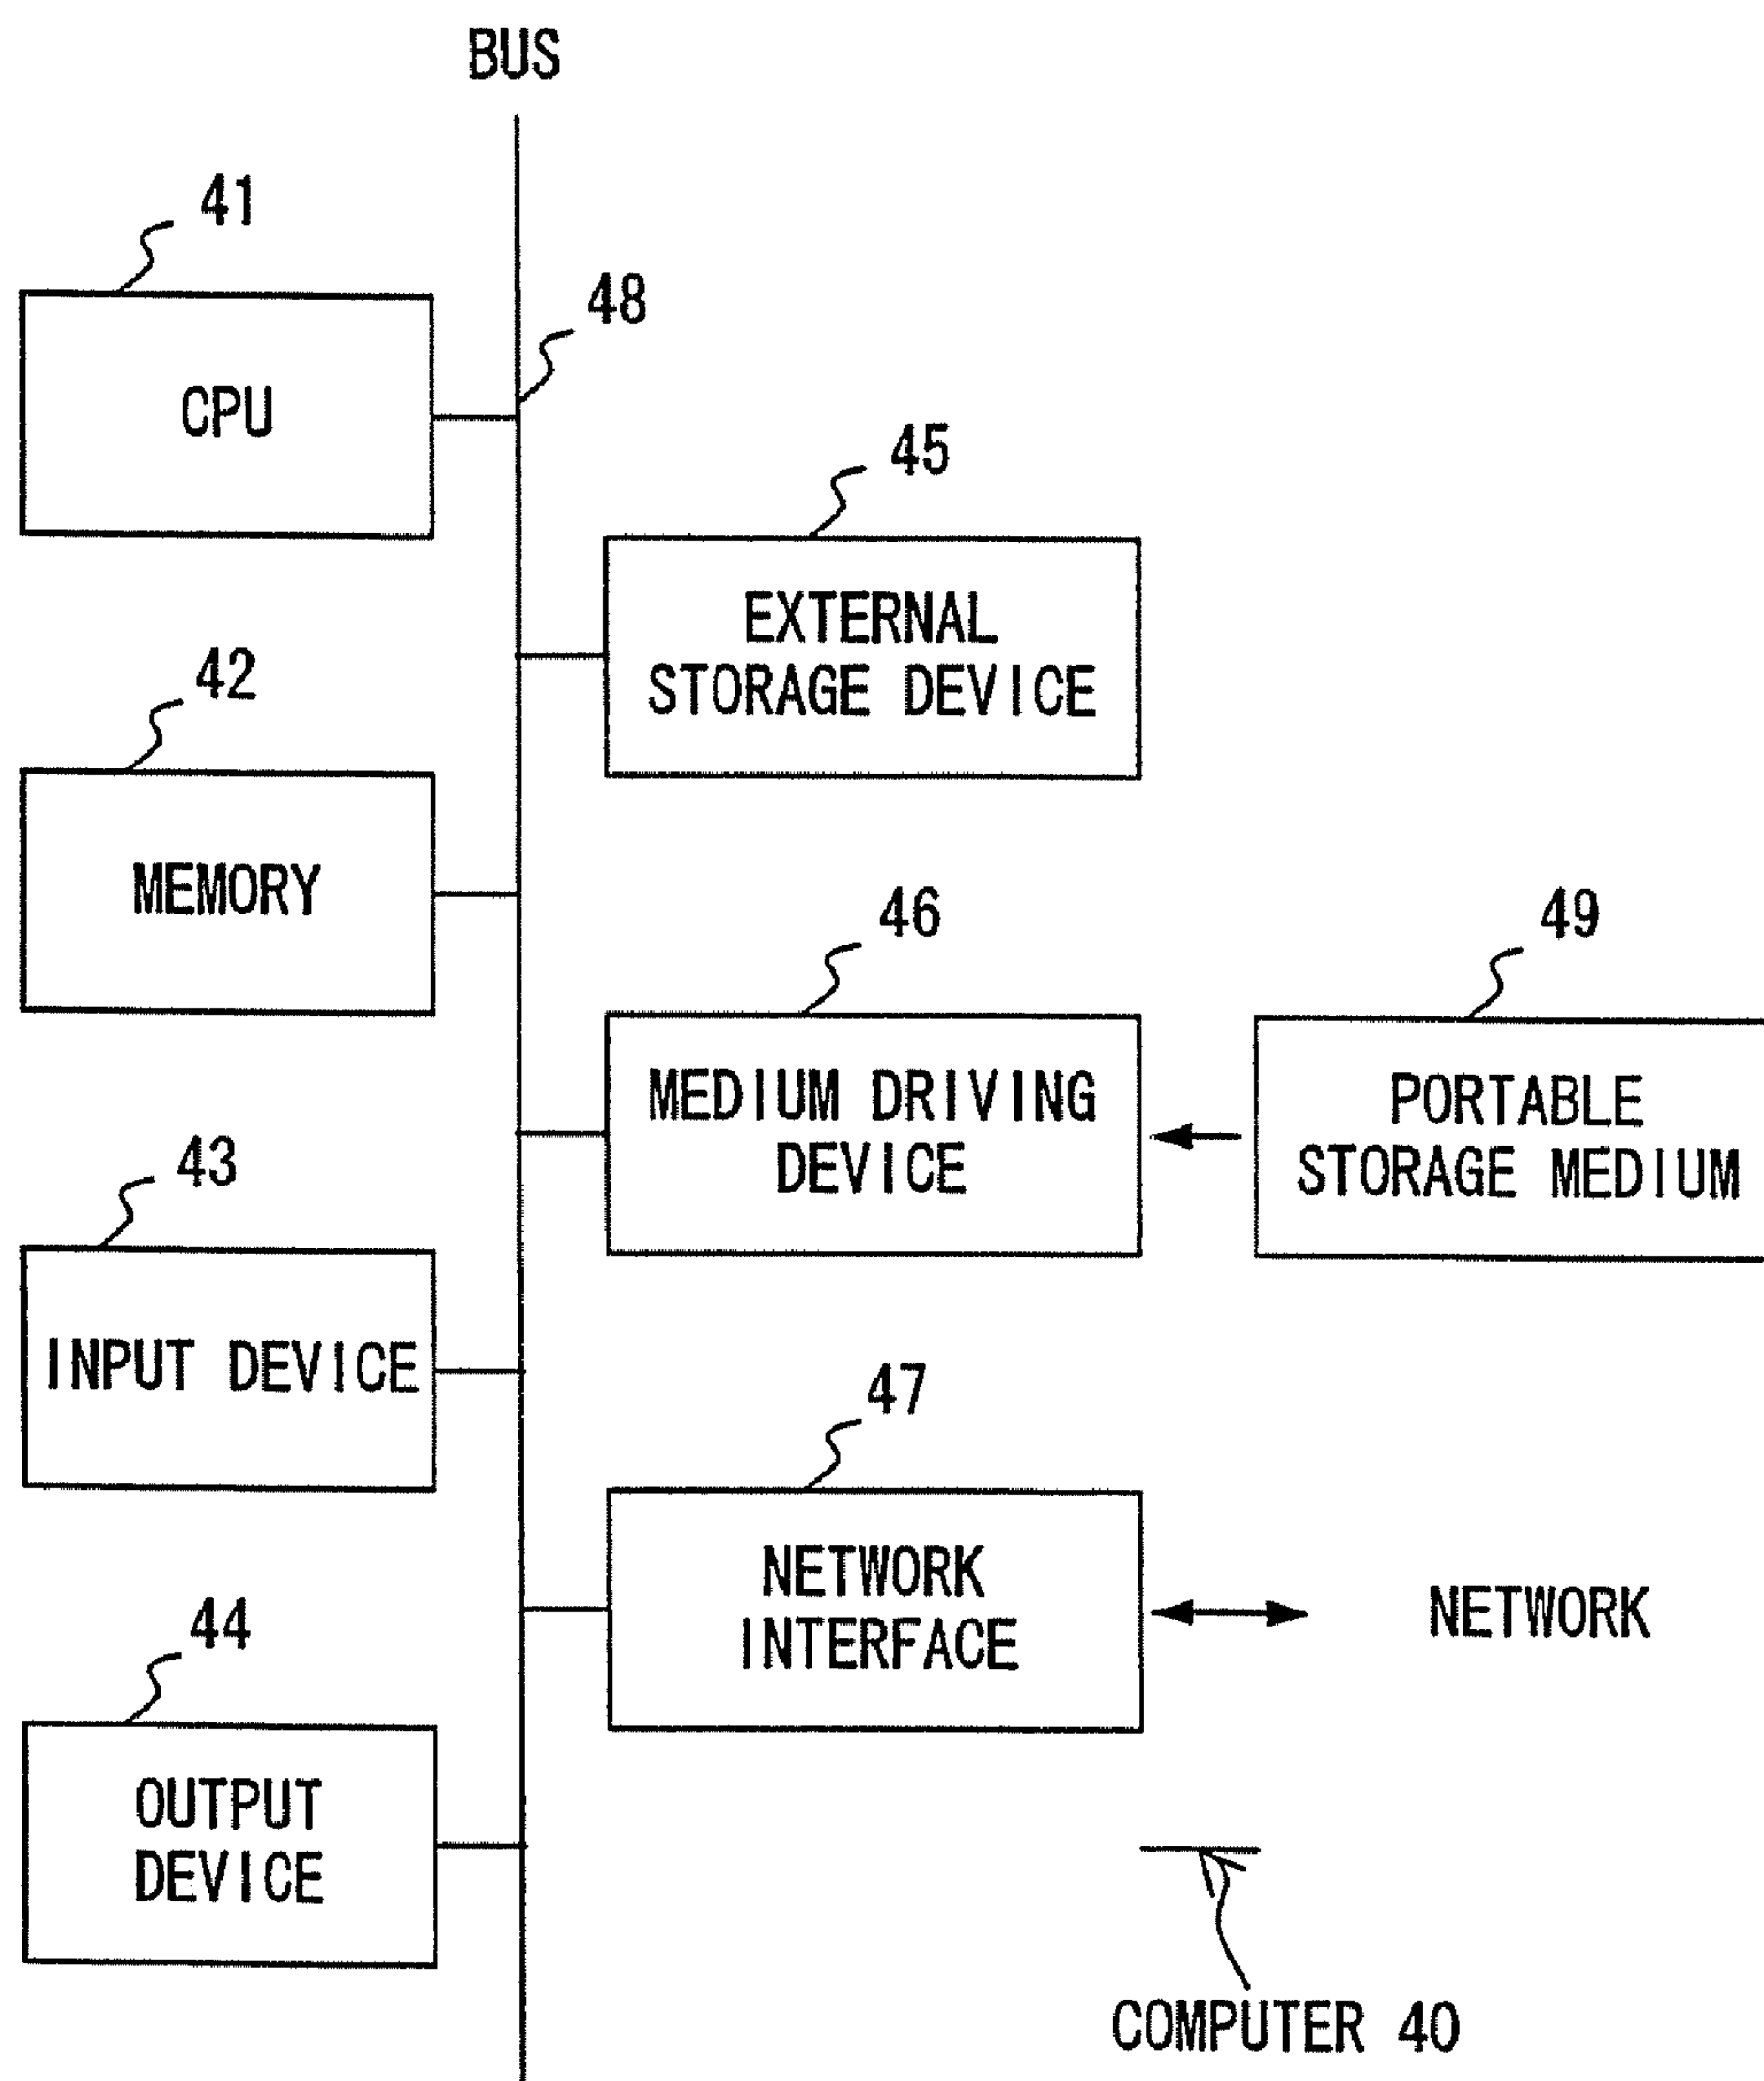 BUS
41
CPU
48
45
EXTERNAL
STORAGE DEVICE
42
MEMORY
46
MEDIUM DRIVING
DEVICE
49
PORTABLE
STORAGE MEDIUM
43
INPUT DEVICE
47
NETWORK
INTERFACE
NETWORK
44
OUTPUT
DEVICE
COMPUTER 40